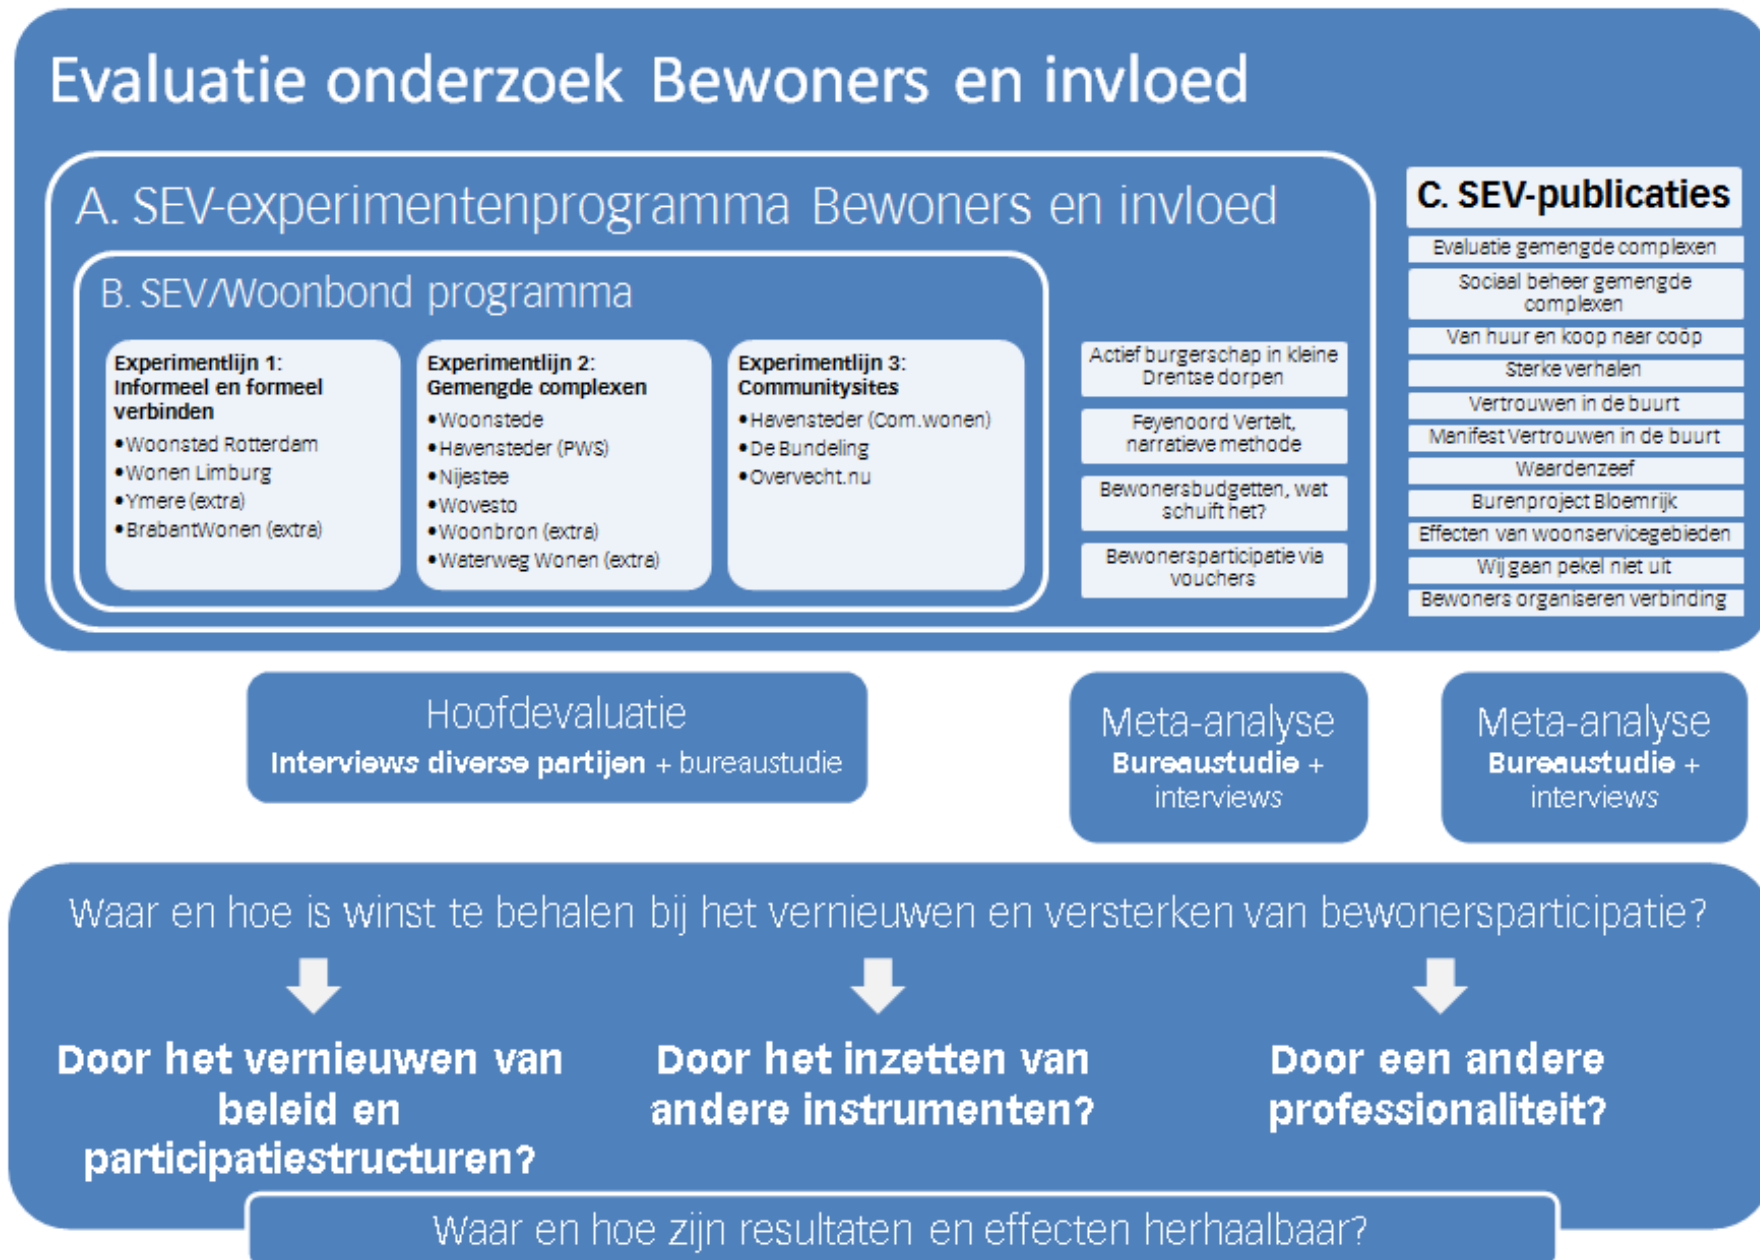 Evaluatie onderzoek Bewoners en invloed
A. SEV-experimentenprogramma Bewoners en invloed
B. SEV/Woonbond programma
Experimentlijn 1:
Informeel en formeel
verbinden
•Woonstad Rotterdam
•Wonen Limburg
•Ymere (extra)
•BrabantWonen (extra)
Experimentlijn 2:
Gemengde complexen
•Woonstede
•Havensteder (PWS)
•Nijestee
•Wovesto
•Woonbron (extra)
•Waterweg Wonen (extra)
Experimentlijn 3:
Communitysites
•Havensteder (Com.wonen)
•De Bundeling
•Overvecht.nu
Actief burgerschap in kleine
Drentse dorpen
Feyenoord Vertelt,
narratieve methode
Bewonersbudgetten, wat
schuift het?
Bewonersparticipatie via
vouchers
C. SEV-publicaties
Evaluatie gemengde complexen
Sociaal beheer gemengde
complexen
Van huur en koop naar coöp
Sterke verhalen
Vertrouwen in de buurt
Manifest Vertrouwen in de buurt
Waardenzeef
Burenproject Bloemrijk
Effecten van woonservicegebieden
Wij gaan pekel niet uit
Bewoners organiseren verbinding
Hoofdevaluatie
Interviews diverse partijen + bureaustudie
Meta-analyse
Bureaustudie +
interviews
Meta-analyse
Bureaustudie +
interviews
Waar en hoe is winst te behalen bij het vernieuwen en versterken van bewonersparticipatie?
Door het vernieuwen van
beleid en
participatiestructuren?
Door het inzetten van
andere instrumenten?
Door een andere
professionaliteit?
Waar en hoe zijn resultaten en effecten herhaalbaar?